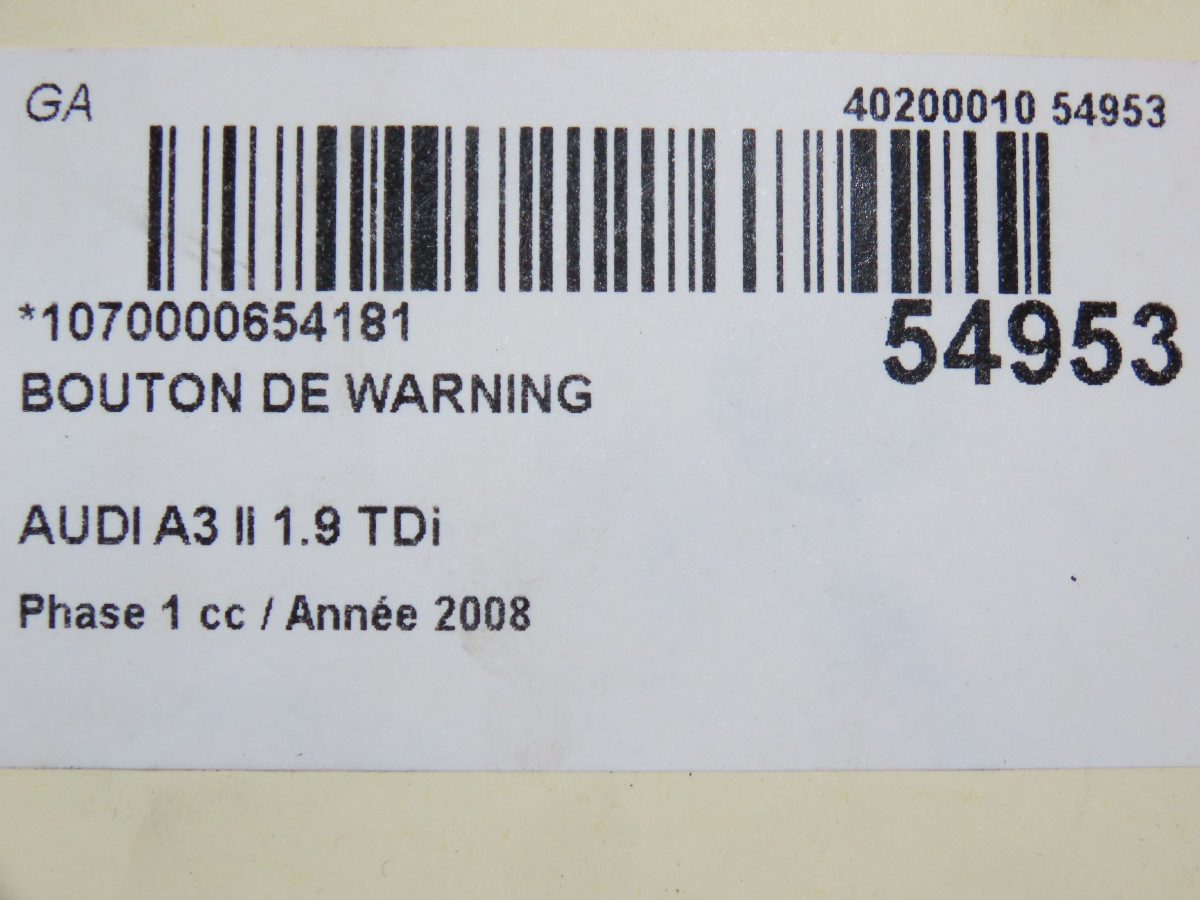 GA 40200010 54953
*1070000654181 54953
BOUTON DE WARNING
AUDI A3 Ii 1.9 TDi
Phase 1 cc / Année 2008